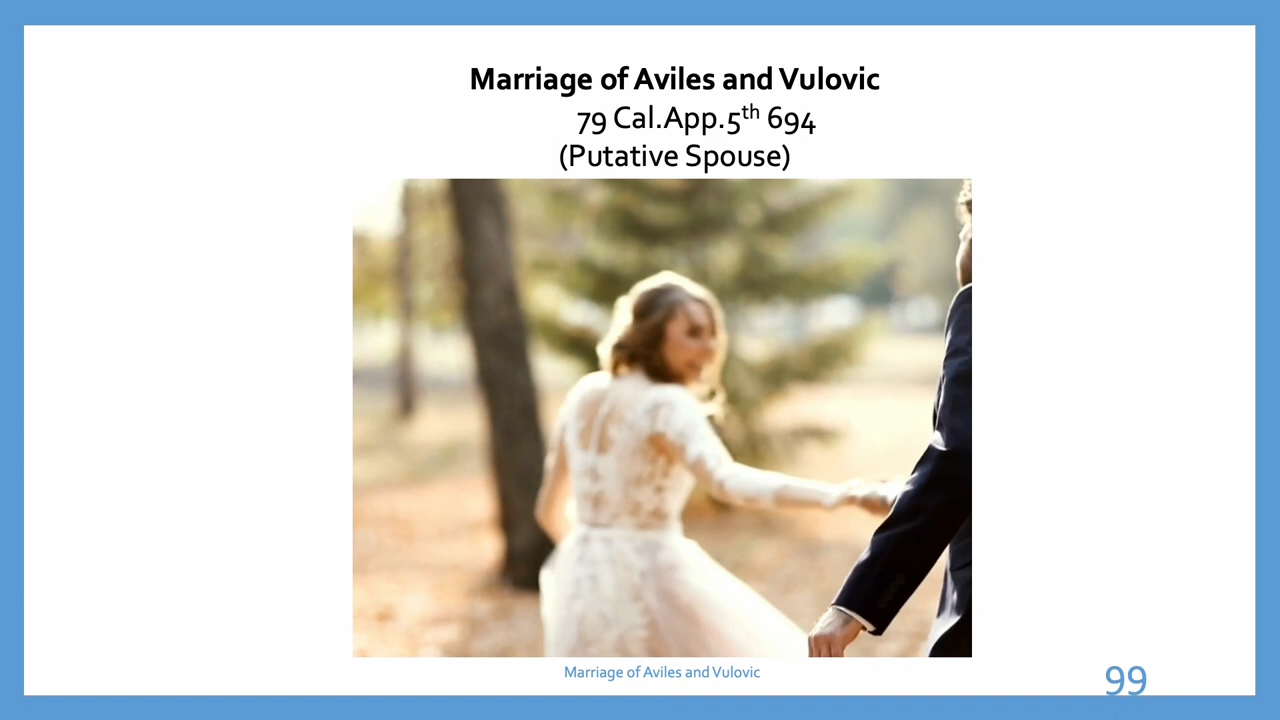 Marriage of Aviles and Vulovic
79 Cal.App.5th 694
(Putative Spouse)
Marriage of Aviles and Vulovic
99